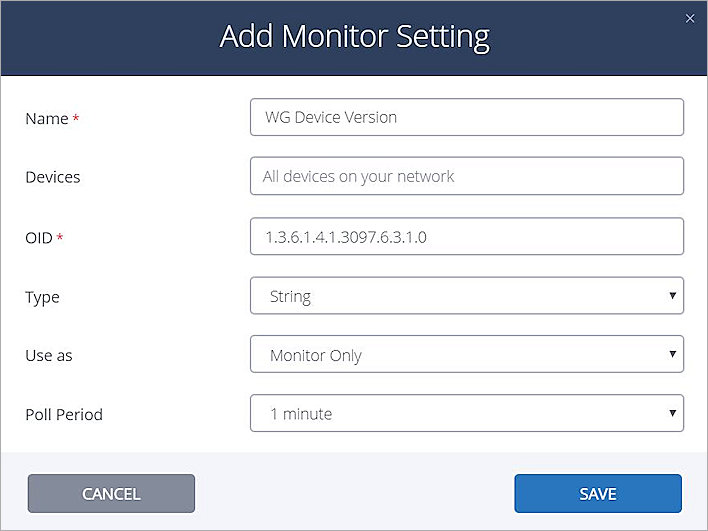 Add Monitor Setting
×
Name *
WG Device Version
Devices
All devices on your network
OID *
1.3.6.1.4.1.3097.6.3.1.0
Type
String
Use as
Monitor Only
Poll Period
1 minute
CANCEL
SAVE